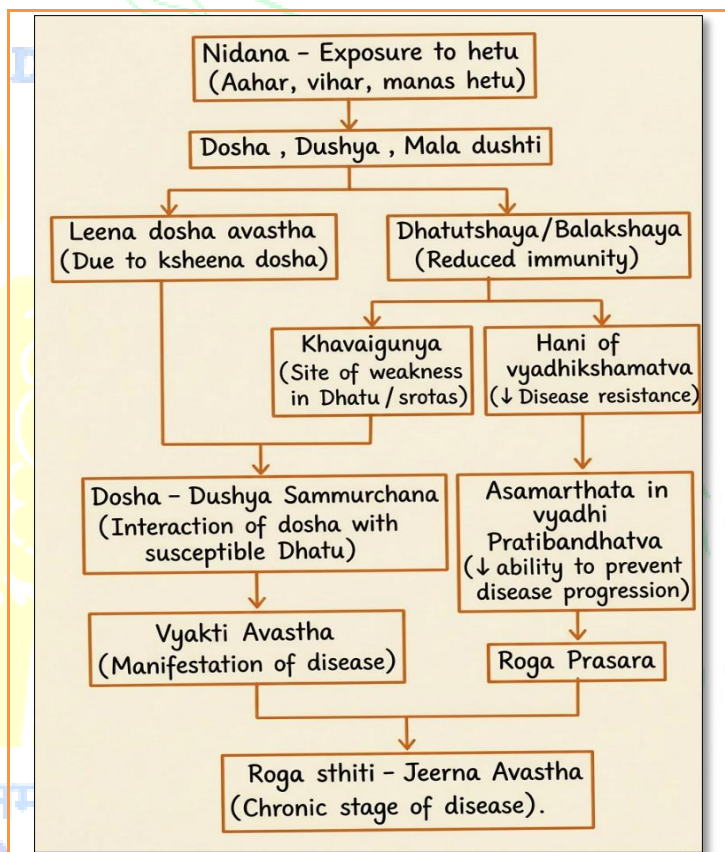 Nidana – Exposure to hetu
(Aahar, vihar, manas hetu)
Dosha , Dushya , Mala dushti
Leena dosha avastha
(Due to ksheena dosha)
Dhatutshaya/Balakshaya
(Reduced immunity)
Khavaigunya
(Site of weakness
in Dhatu / srotas)
Hani of
vyadhikshamatva
(↓ Disease resistance)
Dosha – Dushya Sammurchana
(Interaction of dosha with
susceptible Dhatu)
Asamarthata in
vyadhi
Pratibandhatva
(↓ ability to prevent
disease progression)
Vyakti Avastha
(Manifestation of disease)
Roga Prasara
Roga sthiti – Jeerna Avastha
(Chronic stage of disease).